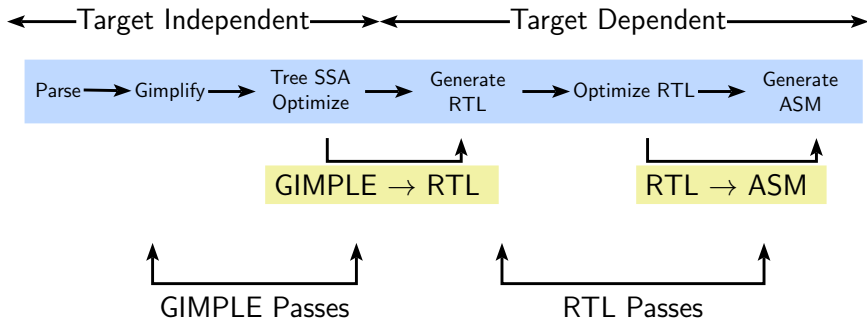 Target Independent
Target Dependent
Parse
Gimplify
Tree SSA
Optimize
Generate
RTL
Optimize RTL
Generate
ASM
GIMPLE → RTL
RTL → ASM
GIMPLE Passes
RTL Passes